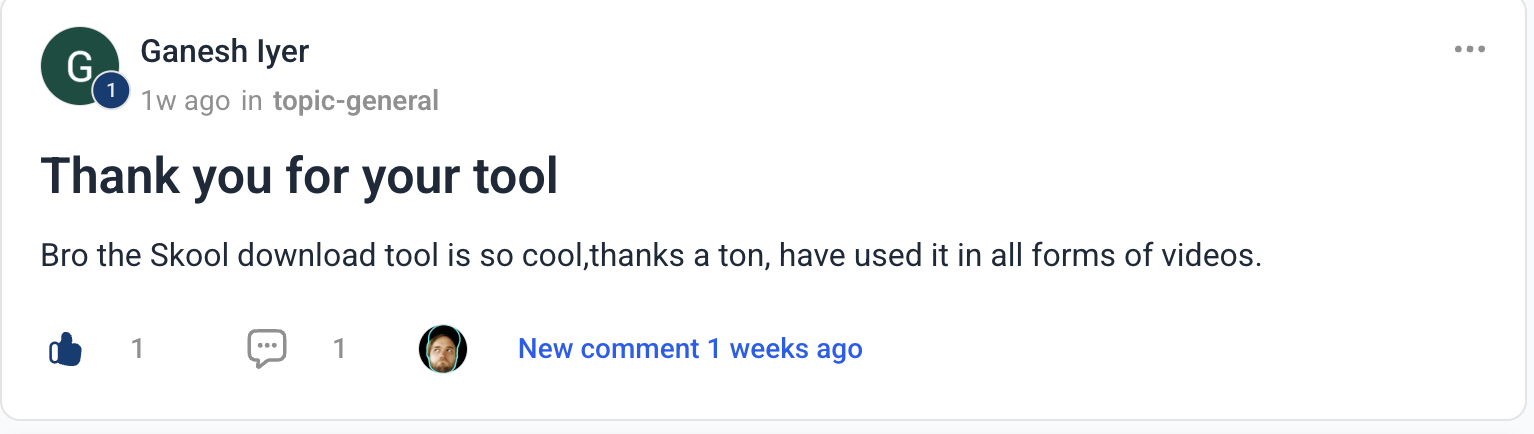 G
1
Ganesh Iyer
1w ago in topic-general
Thank you for your tool
Bro the Skool download tool is so cool,thanks a ton, have used it in all forms of videos.
1 1 New comment 1 weeks ago